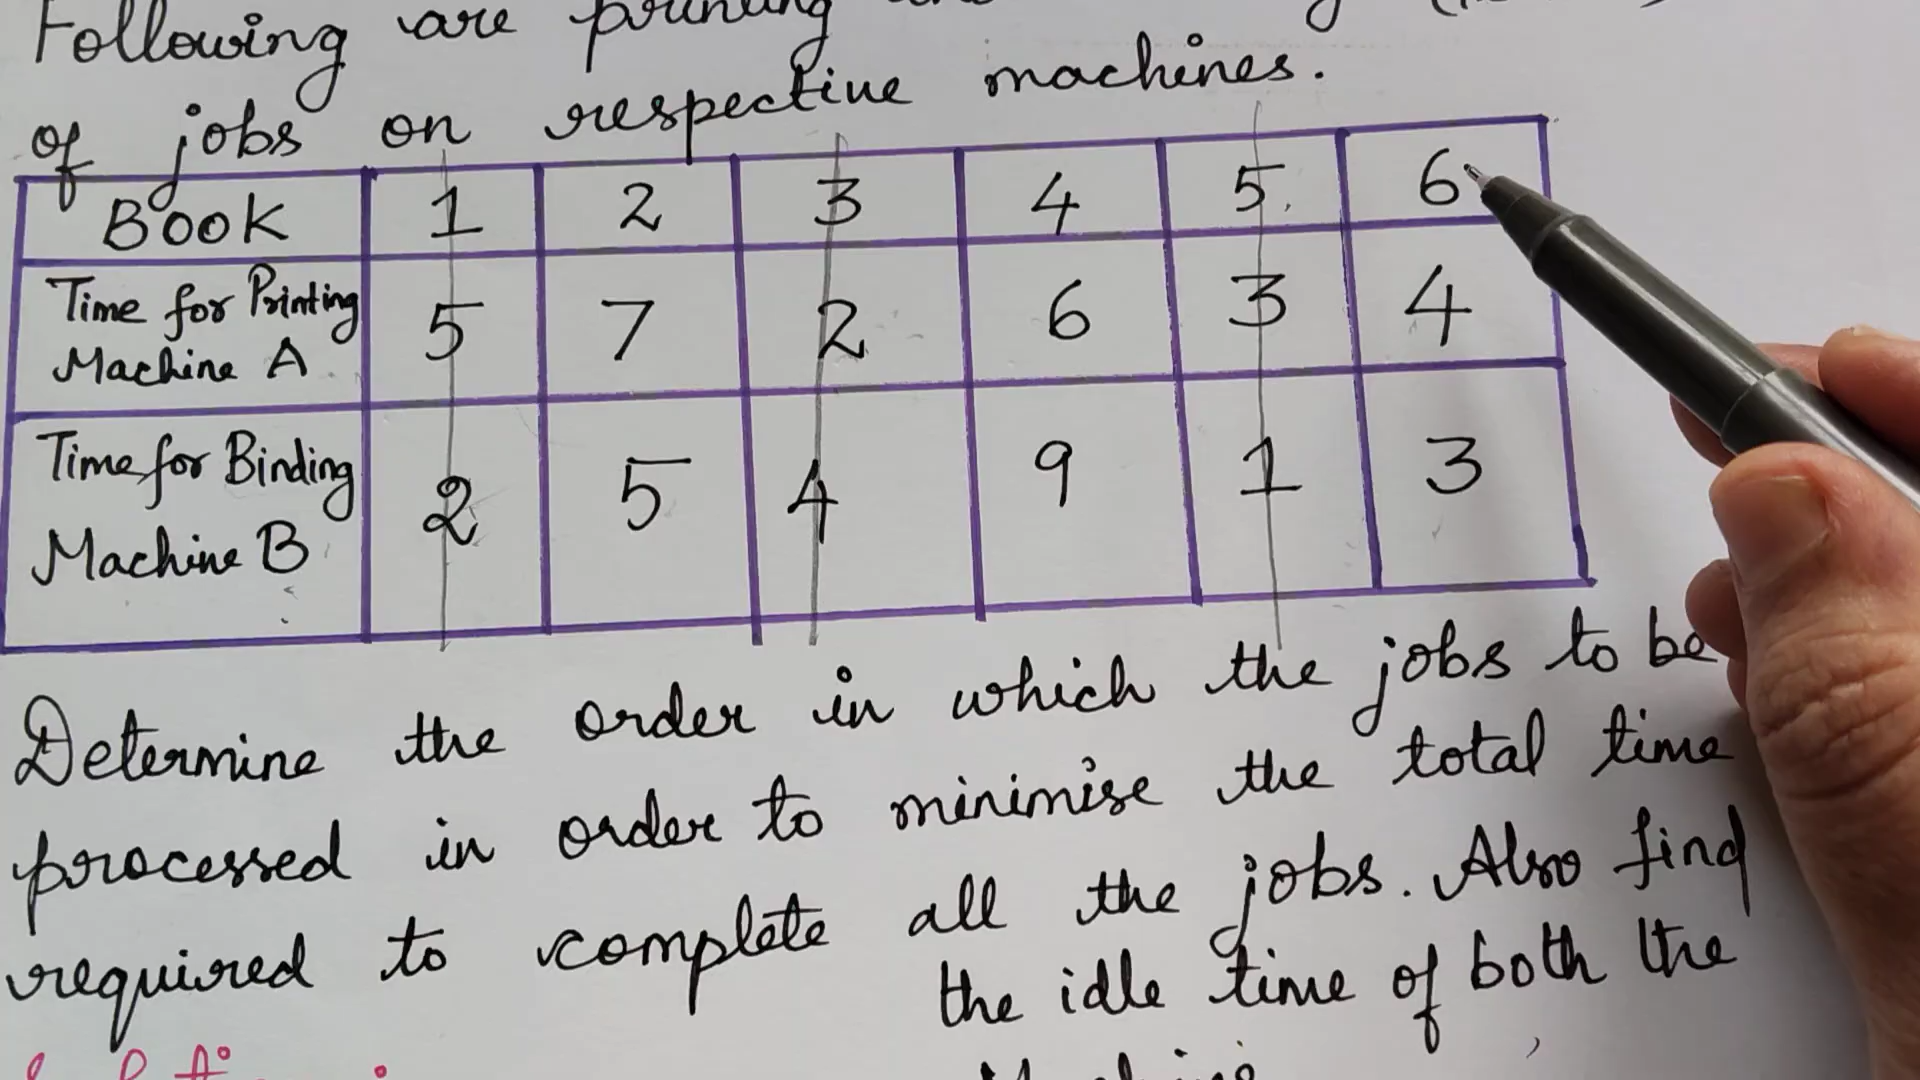 Following are printing
of jobs on respective machines.
Book 1 2 3 4 5 6
Time for Printing Machine A 5 7 2 6 3 4
Time for Binding Machine B 2 5 4 9 1 3
Determine the order in which the jobs to be
processed in order to minimise the total time
required to complete all the jobs. Also find
the idle time of both the